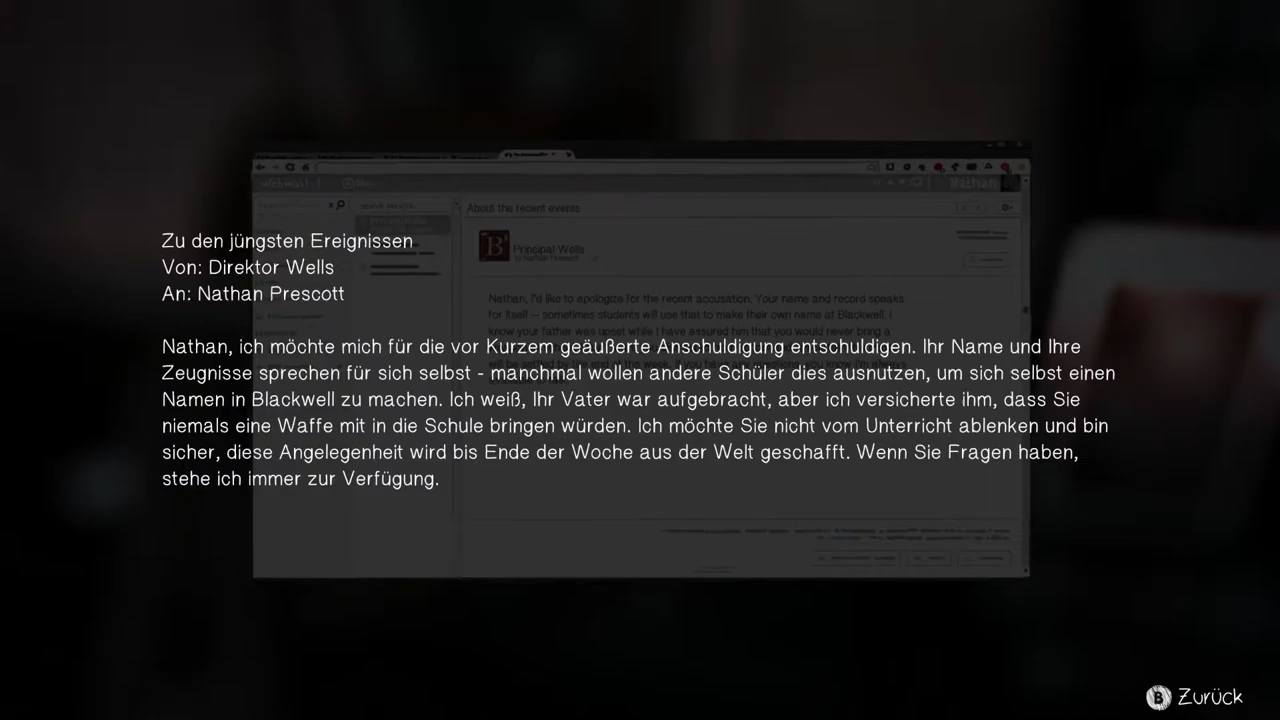 About the recent events
Principal Wells
to Nathan Prescott
Nathan
Zu den jüngsten Ereignissen
Von: Direktor Wells
An: Nathan Prescott
Nathan, I'd like to apologize for the recent accusation. Your name and record speaks
for itself – sometimes students will use that to make their own name at Blackwell. I
know your father was upset while I have assured him that you would never bring a
Nathan, ich möchte mich für die vor Kurzem geäußerte Anschuldigung entschuldigen. Ihr Name und Ihre
Zeugnisse sprechen für sich selbst - manchmal wollen andere Schüler dies ausnutzen, um sich selbst einen
Namen in Blackwell zu machen. Ich weiß, Ihr Vater war aufgebracht, aber ich versicherte ihm, dass Sie
niemals eine Waffe mit in die Schule bringen würden. Ich möchte Sie nicht vom Unterricht ablenken und bin
sicher, diese Angelegenheit wird bis Ende der Woche aus der Welt geschafft. Wenn Sie Fragen haben,
stehe ich immer zur Verfügung.
B Zurück